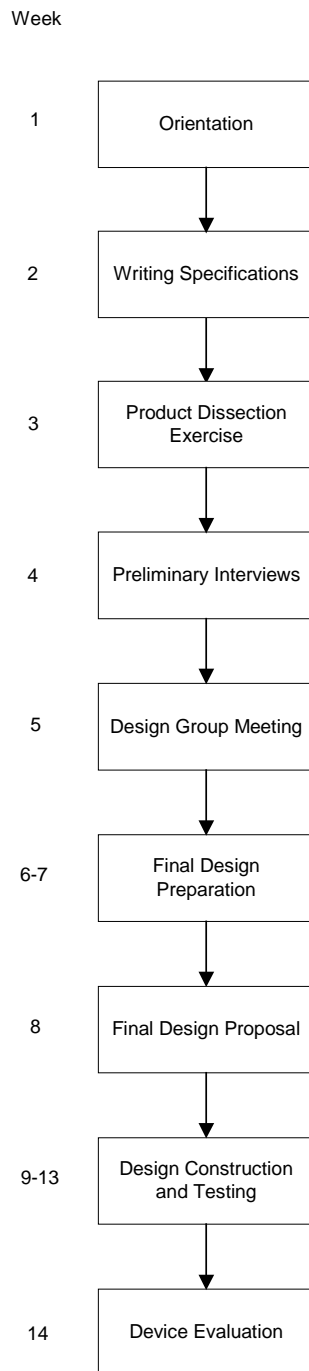 Week
1
Orientation
2
Writing Specifications
3
Product Dissection
Exercise
4
Preliminary Interviews
5
Design Group Meeting
6-7
Final Design
Preparation
8
Final Design Proposal
9-13
Design Construction
and Testing
14
Device Evaluation